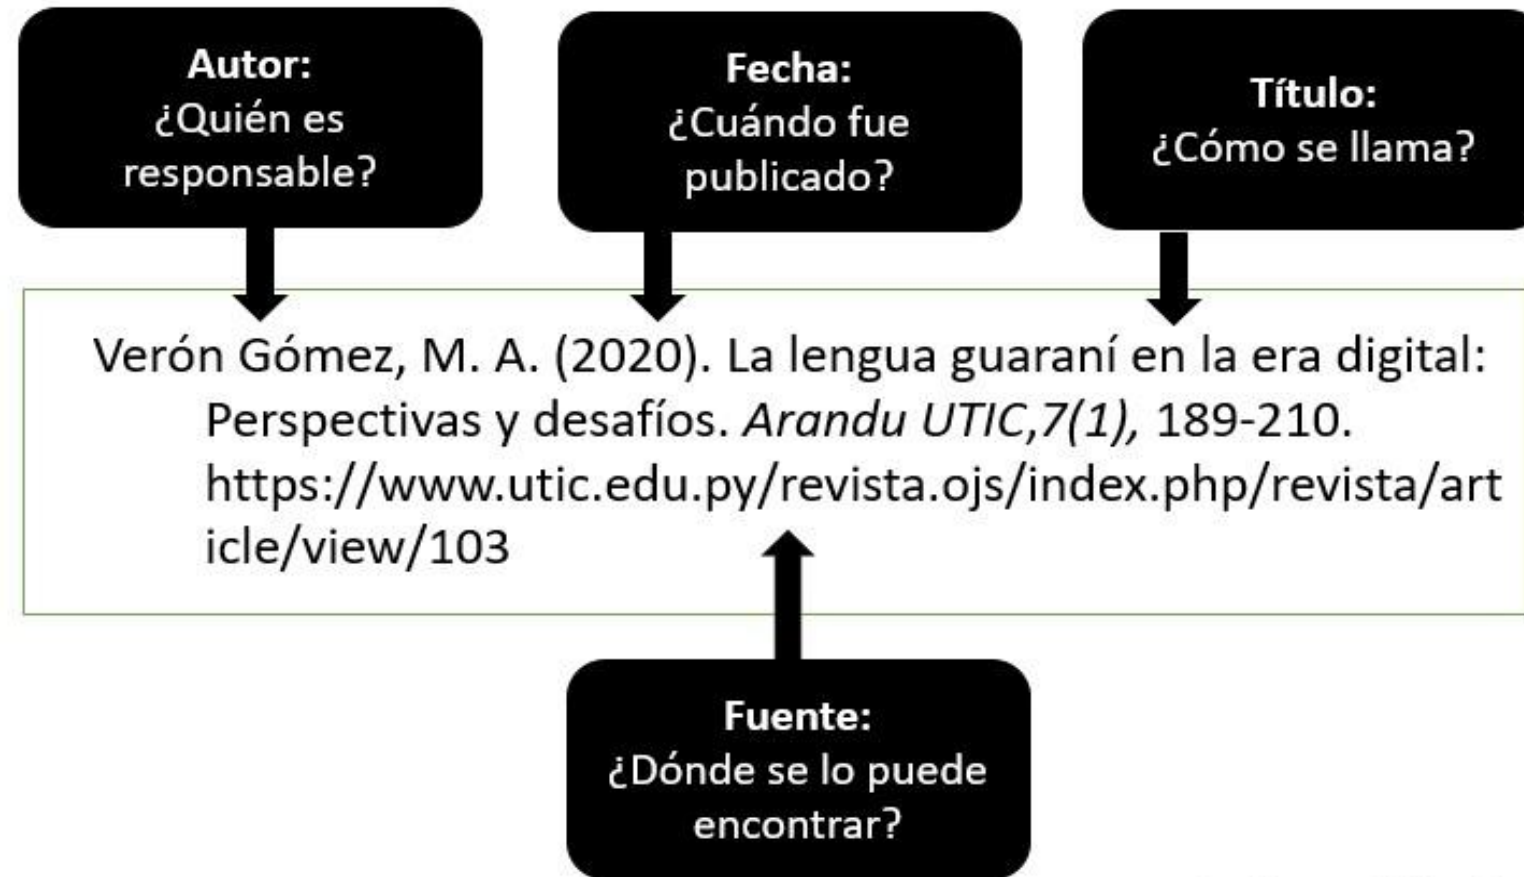 Autor:
¿Quién es
responsable?
Fecha:
¿Cuándo fue
publicado?
Título:
¿Cómo se llama?
Verón Gómez, M. A. (2020). La lengua guaraní en la era digital:
Perspectivas y desafíos. Arandu UTIC,7(1), 189-210.
https://www.utic.edu.py/revista.ojs/index.php/revista/art
icle/view/103
Fuente:
¿Dónde se lo puede
encontrar?